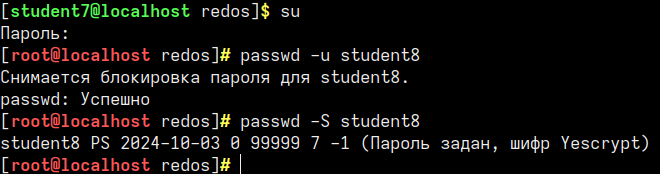 [student7@localhost redos]$ su
Пароль:
[root@localhost redos]# passwd -u student8
Снимается блокировка пароля для student8.
passwd: Успешно
[root@localhost redos]# passwd -S student8
student8 PS 2024-10-03 0 99999 7 -1 (Пароль задан, шифр Yescrypt)
[root@localhost redos]#